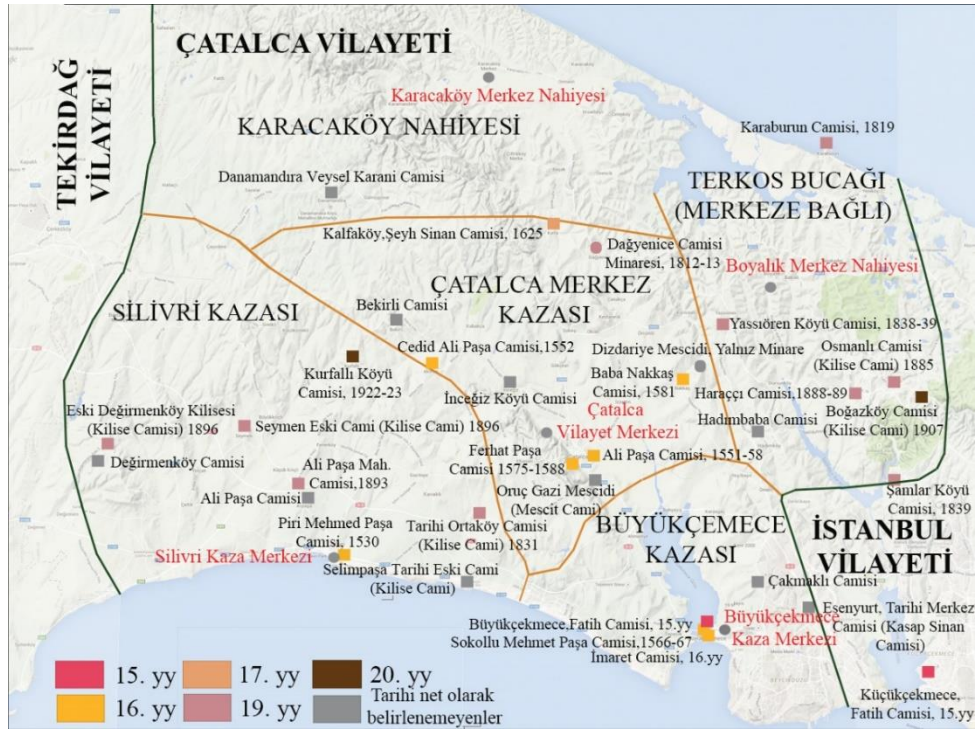 ÇATALCA VİLAYETİ
TEKİRDAĞ
VİLAYETİ
Karacaköy Merkez Nahiyesi
KARACAKÖY NAHİYESİ
Karaburun Camisi, 1819
Danamandıra Veysel Karani Camisi
TERKOS BUCAĞI
(MERKEZE BAĞLI)
Kalfaköy,Şeyh Sinan Camisi, 1625
Dağyenice Camisi
Minaresi, 1812-13
Boyalık Merkez Nahiyesi
ÇATALCA MERKEZ
KAZASI
SİLİVRİ KAZASI
Bekirli Camisi
Yassıören Köyü Camisi, 1838-39
Cedid Ali Paşa Camisi,1552
Dizdariye Mescidi, Yalnız Minare
Osmanlı Camisi
(Kilise Camisi) 1885
Kurfallı Köyü
Camisi, 1922-23
Baba Nakkaş
Camisi, 1581
İnceğiz Köyü Camisi
Haraççı Camisi,1888-89
Boğazköy Camisi
(Kilise Camisi) 1907
Eski Değirmenköy Kilisesi
(Kilise Camisi) 1896
Seymen Eski Cami (Kilise Cami) 1896
Çatalca
Vilayet Merkezi
Hadımbaba Camisi
Değirmenköy Camisi
Ferhat Paşa
Camisi 1575-1588
Ali Paşa Camisi, 1551-58
Ali Paşa Mah.
Camisi,1893
Ali Paşa Camisi
Oruç Gazi Mescidi
(Mescit Cami)
Şamlar Köyü
Camisi, 1839
Piri Mehmed Paşa
Camisi, 1530
Tarihi Ortaköy Camisi
(Kilise Cami) 1831
BÜYÜKÇEMECE
KAZASI
İSTANBUL
VİLAYETİ
Silivri Kaza Merkezi
Selimpaşa Tarihi Eski Cami
(Kilise Cami)
Çakmaklı Camisi
Büyükçekmece,Fatih Camisi, 15.yy
Sokollu Mehmet Paşa Camisi,1566-67
İmaret Camisi, 16.yy
Büyükçekmece
Kaza Merkezi
Esenyurt, Tarihi Merkez
Camisi (Kasap Sinan
Camisi)
Küçükçekmece,
Fatih Camisi, 15.yy
15. yy
17. yy
20. yy
16. yy
19. yy
Tarihi net olarak
belirlenemeyenler